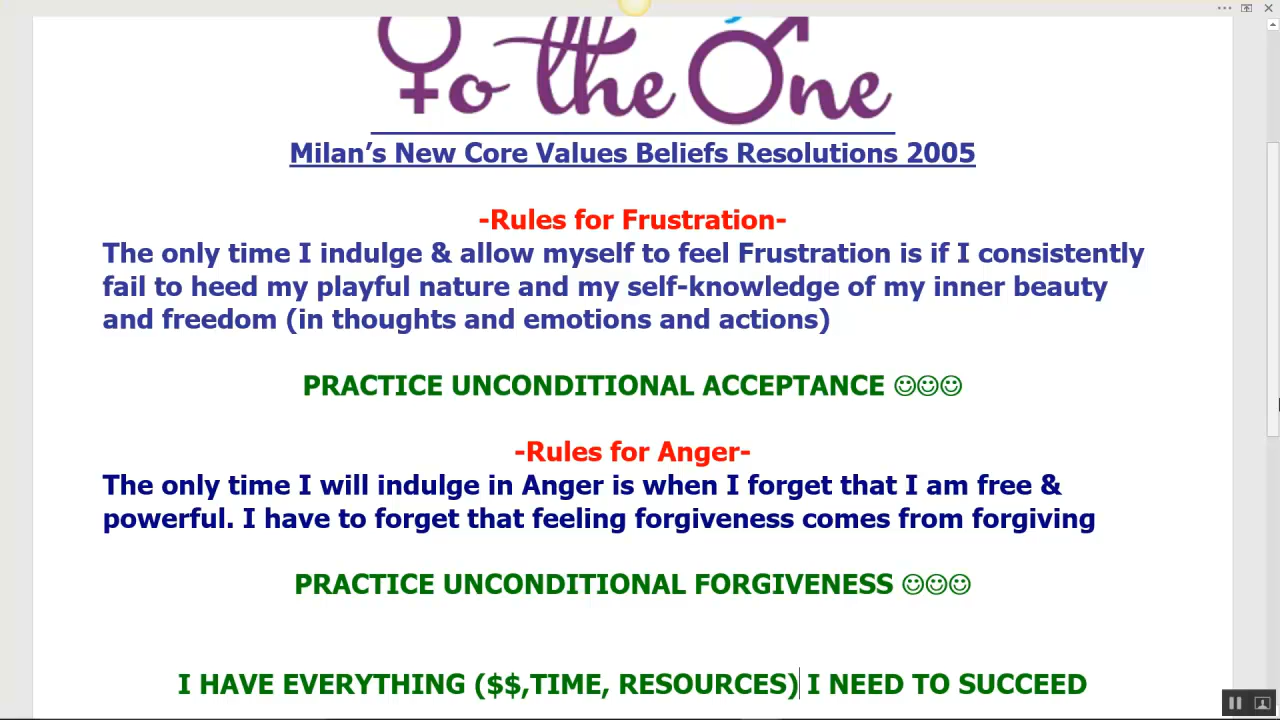 To the One
Milan’s New Core Values Beliefs Resolutions 2005
-Rules for Frustration-
The only time I indulge & allow myself to feel Frustration is if I consistently
fail to heed my playful nature and my self-knowledge of my inner beauty
and freedom (in thoughts and emotions and actions)
PRACTICE UNCONDITIONAL ACCEPTANCE ☺☺☺
-Rules for Anger-
The only time I will indulge in Anger is when I forget that I am free &
powerful. I have to forget that feeling forgiveness comes from forgiving
PRACTICE UNCONDITIONAL FORGIVENESS ☺☺☺
I HAVE EVERYTHING ($$,TIME, RESOURCES) I NEED TO SUCCEED